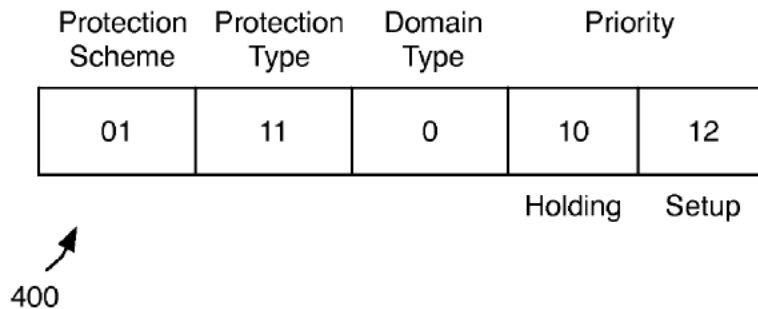 Protection Protection Domain Priority
Scheme Type Type
01 11 0 10 12
Holding Setup
400